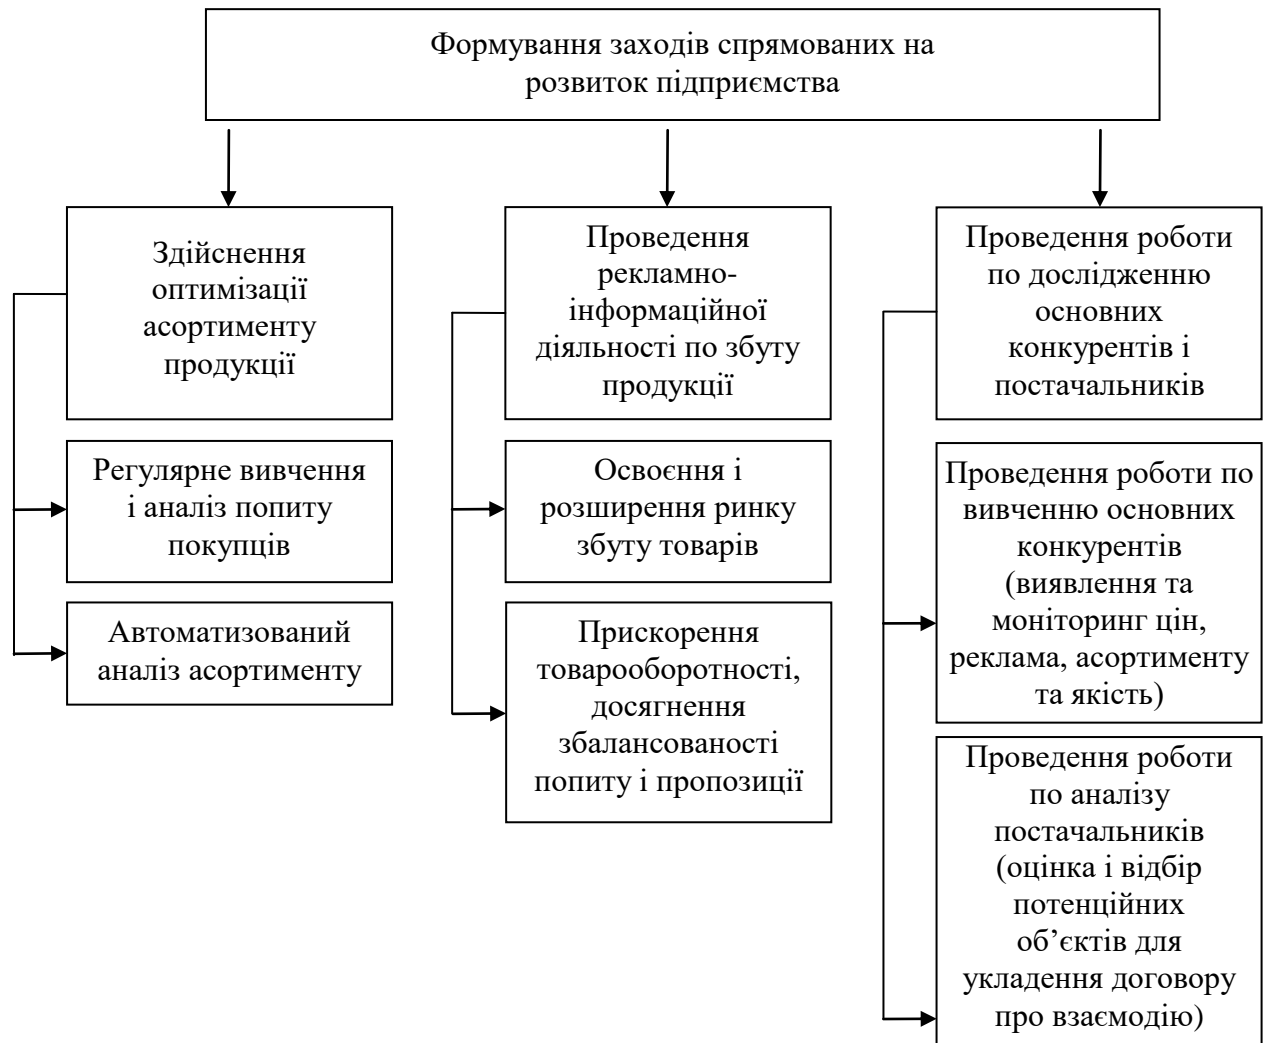 Формування заходів спрямованих на
розвиток підприємства
Здійснення
оптимізації
асортименту
продукції
Регулярне вивчення
і аналіз попиту
покупців
Автоматизований
аналіз асортименту
Проведення
рекламно-
інформаційної
діяльності по збуту
продукції
Освоєння і
розширення ринку
збуту товарів
Прискорення
товарооборотності,
досягнення
збалансованості
попиту і пропозиції
Проведення роботи
по дослідженню
основних
конкурентів і
постачальників
Проведення роботи по
вивченню основних
конкурентів
(виявлення та
моніторинг цін,
реклама, асортименту
та якість)
Проведення роботи
по аналізу
постачальників
(оцінка і відбір
потенційних
об’єктів для
укладення договору
про взаємодію)